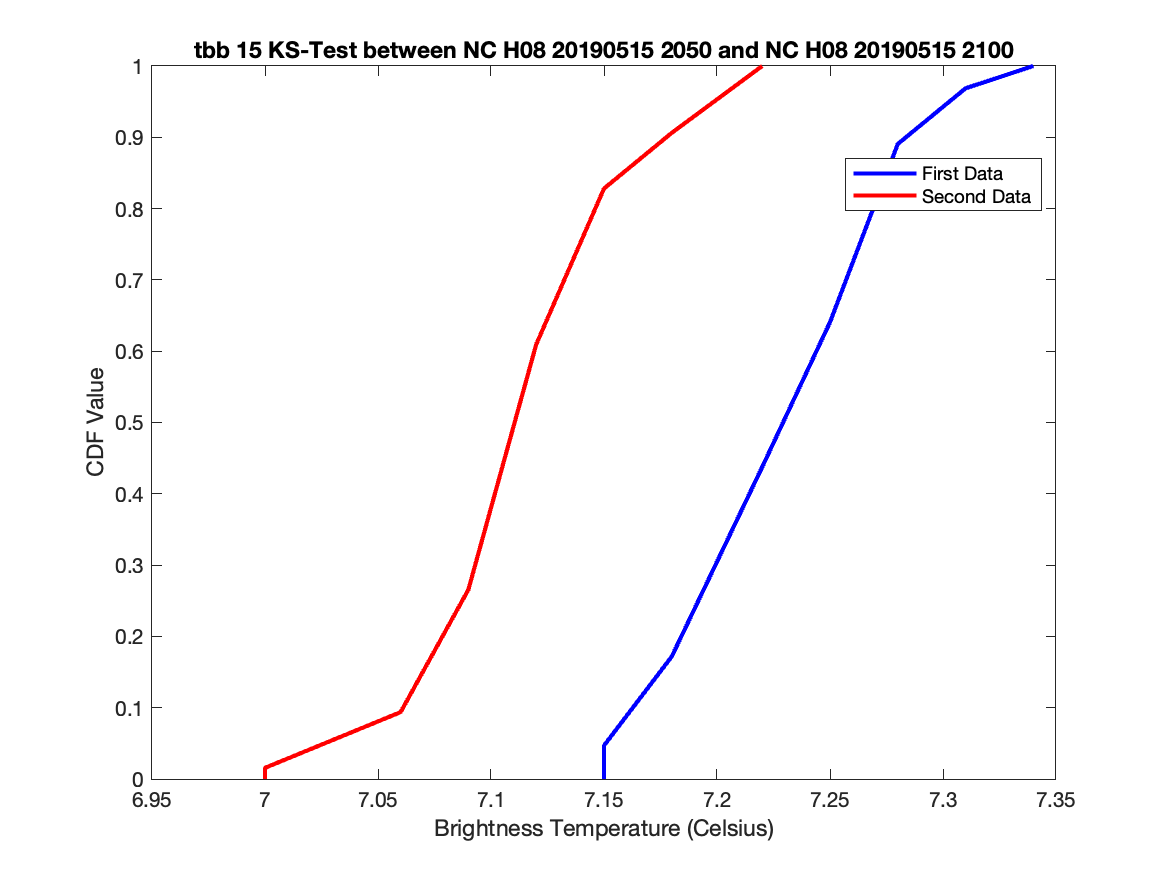 tbb 15 KS-Test between NC H08 20190515 2050 and NC H08 20190515 2100
1
0.9
0.8
0.7
0.6
0.5
0.4
0.3
0.2
0.1
0
CDF Value
First Data
Second Data
6.95 7 7.05 7.1 7.15 7.2 7.25 7.3 7.35
Brightness Temperature (Celsius)